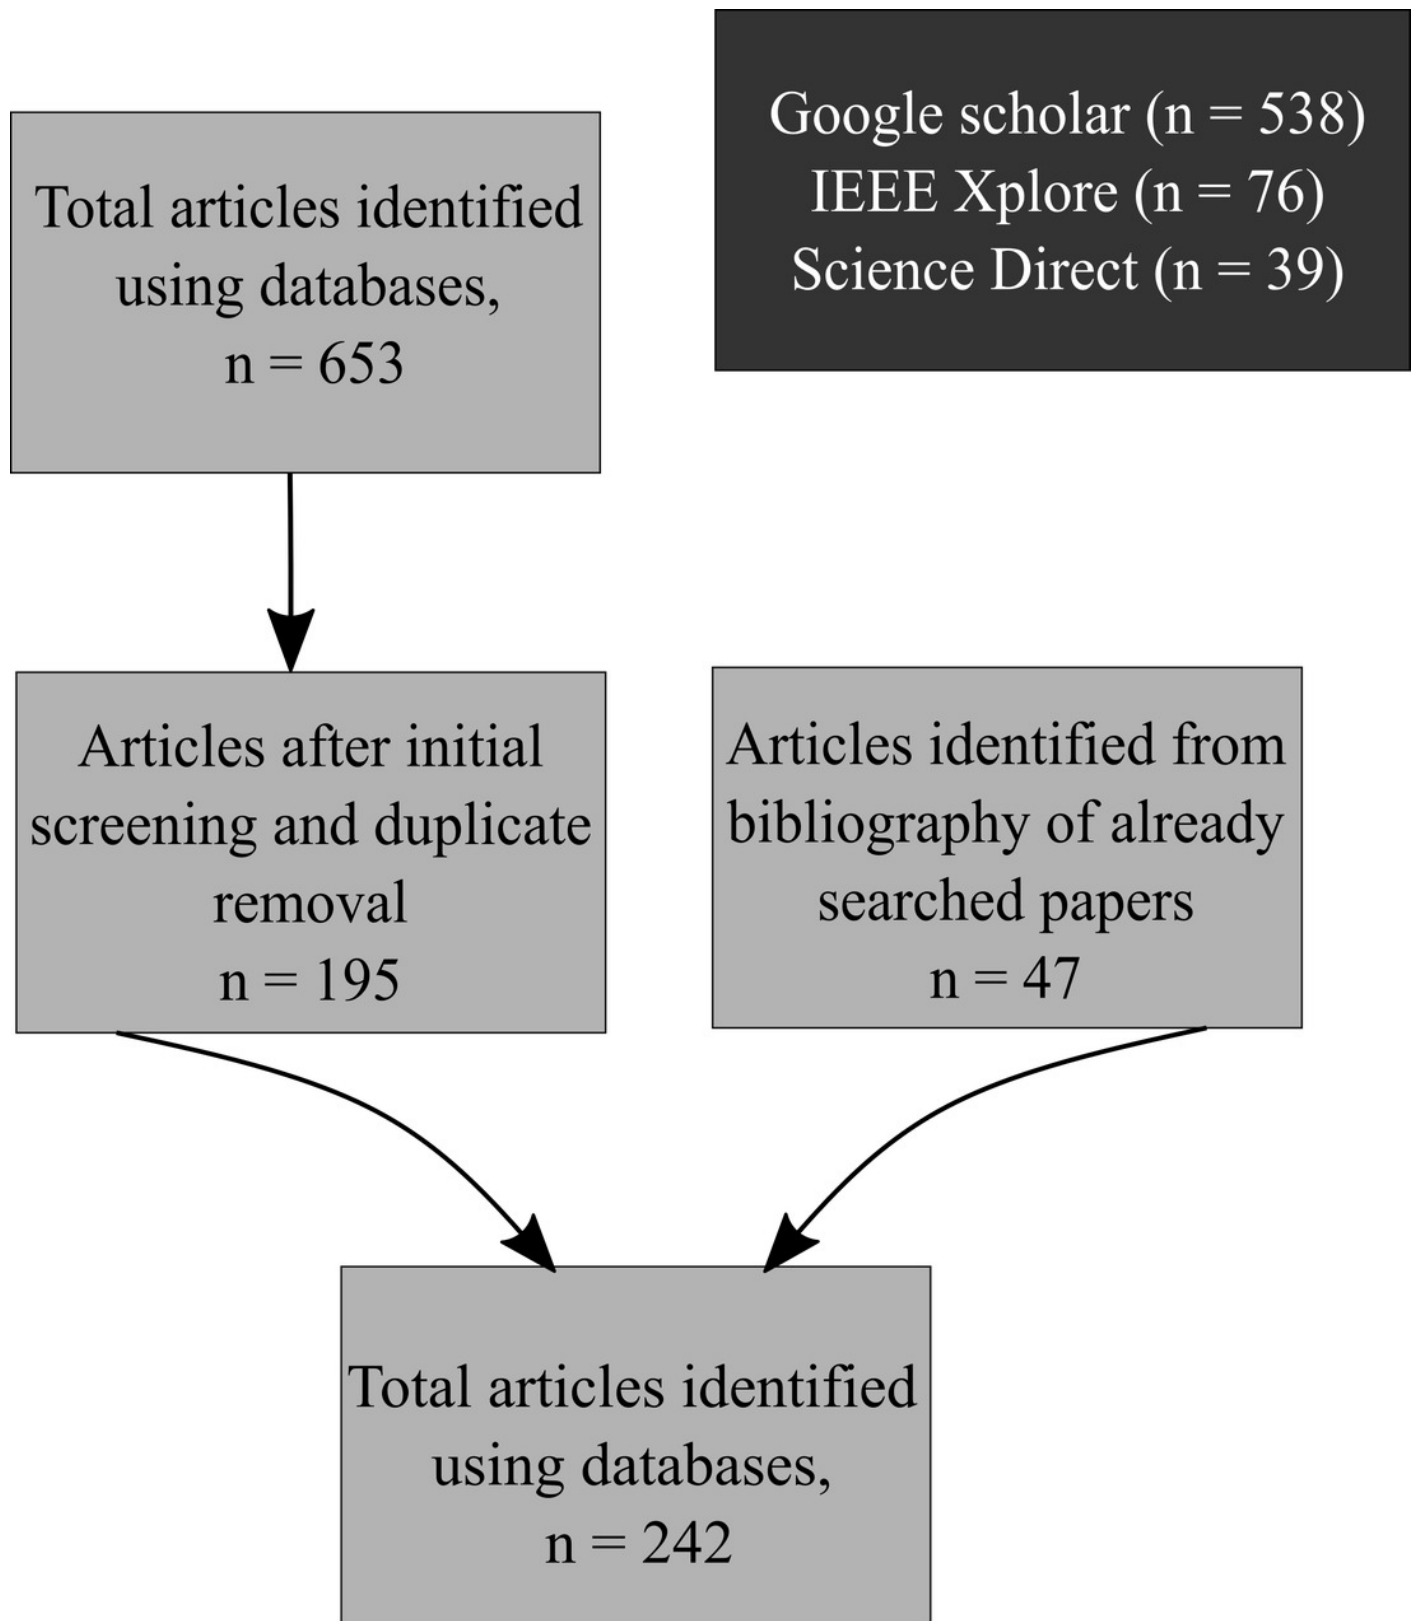 Google scholar (n = 538)
IEEE Xplore (n = 76)
Science Direct (n = 39)
Total articles identified
using databases,
n = 653
Articles after initial
screening and duplicate
removal
n = 195
Articles identified from
bibliography of already
searched papers
n = 47
Total articles identified
using databases,
n = 242